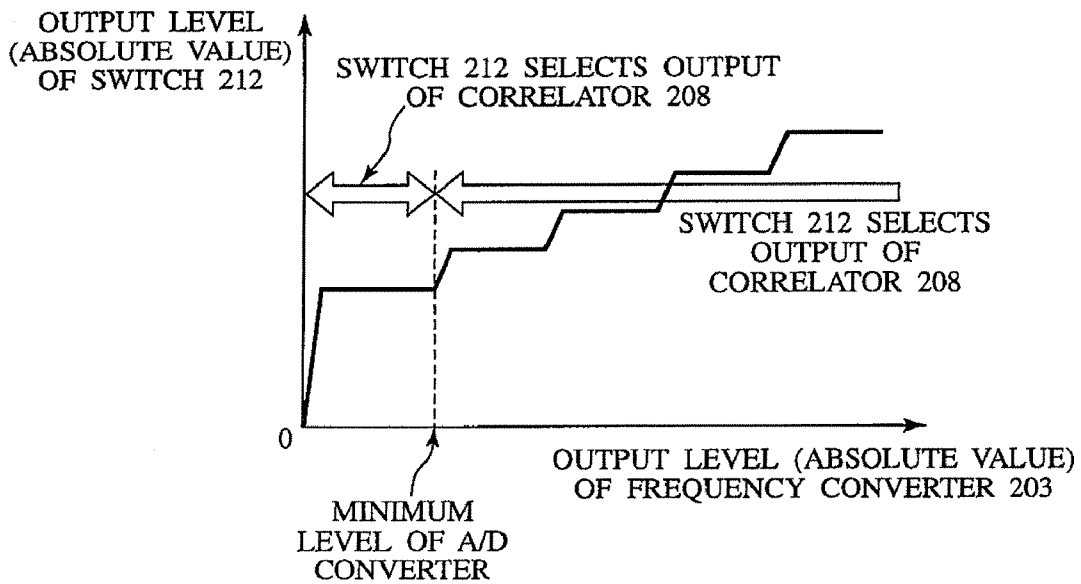 OUTPUT LEVEL
(ABSOLUTE VALUE)
OF SWITCH 212
SWITCH 212 SELECTS OUTPUT
OF CORRELATOR 208
SWITCH 212 SELECTS
OUTPUT OF
CORRELATOR 208
0
OUTPUT LEVEL (ABSOLUTE VALUE)
OF FREQUENCY CONVERTER 203
MINIMUM
LEVEL OF A/D
CONVERTER